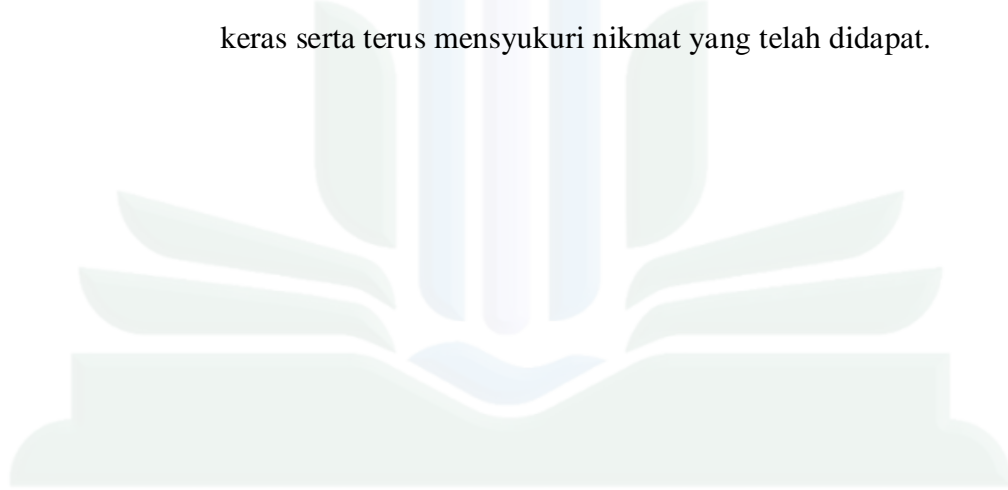 keras serta terus mensyukuri nikmat yang telah didapat.